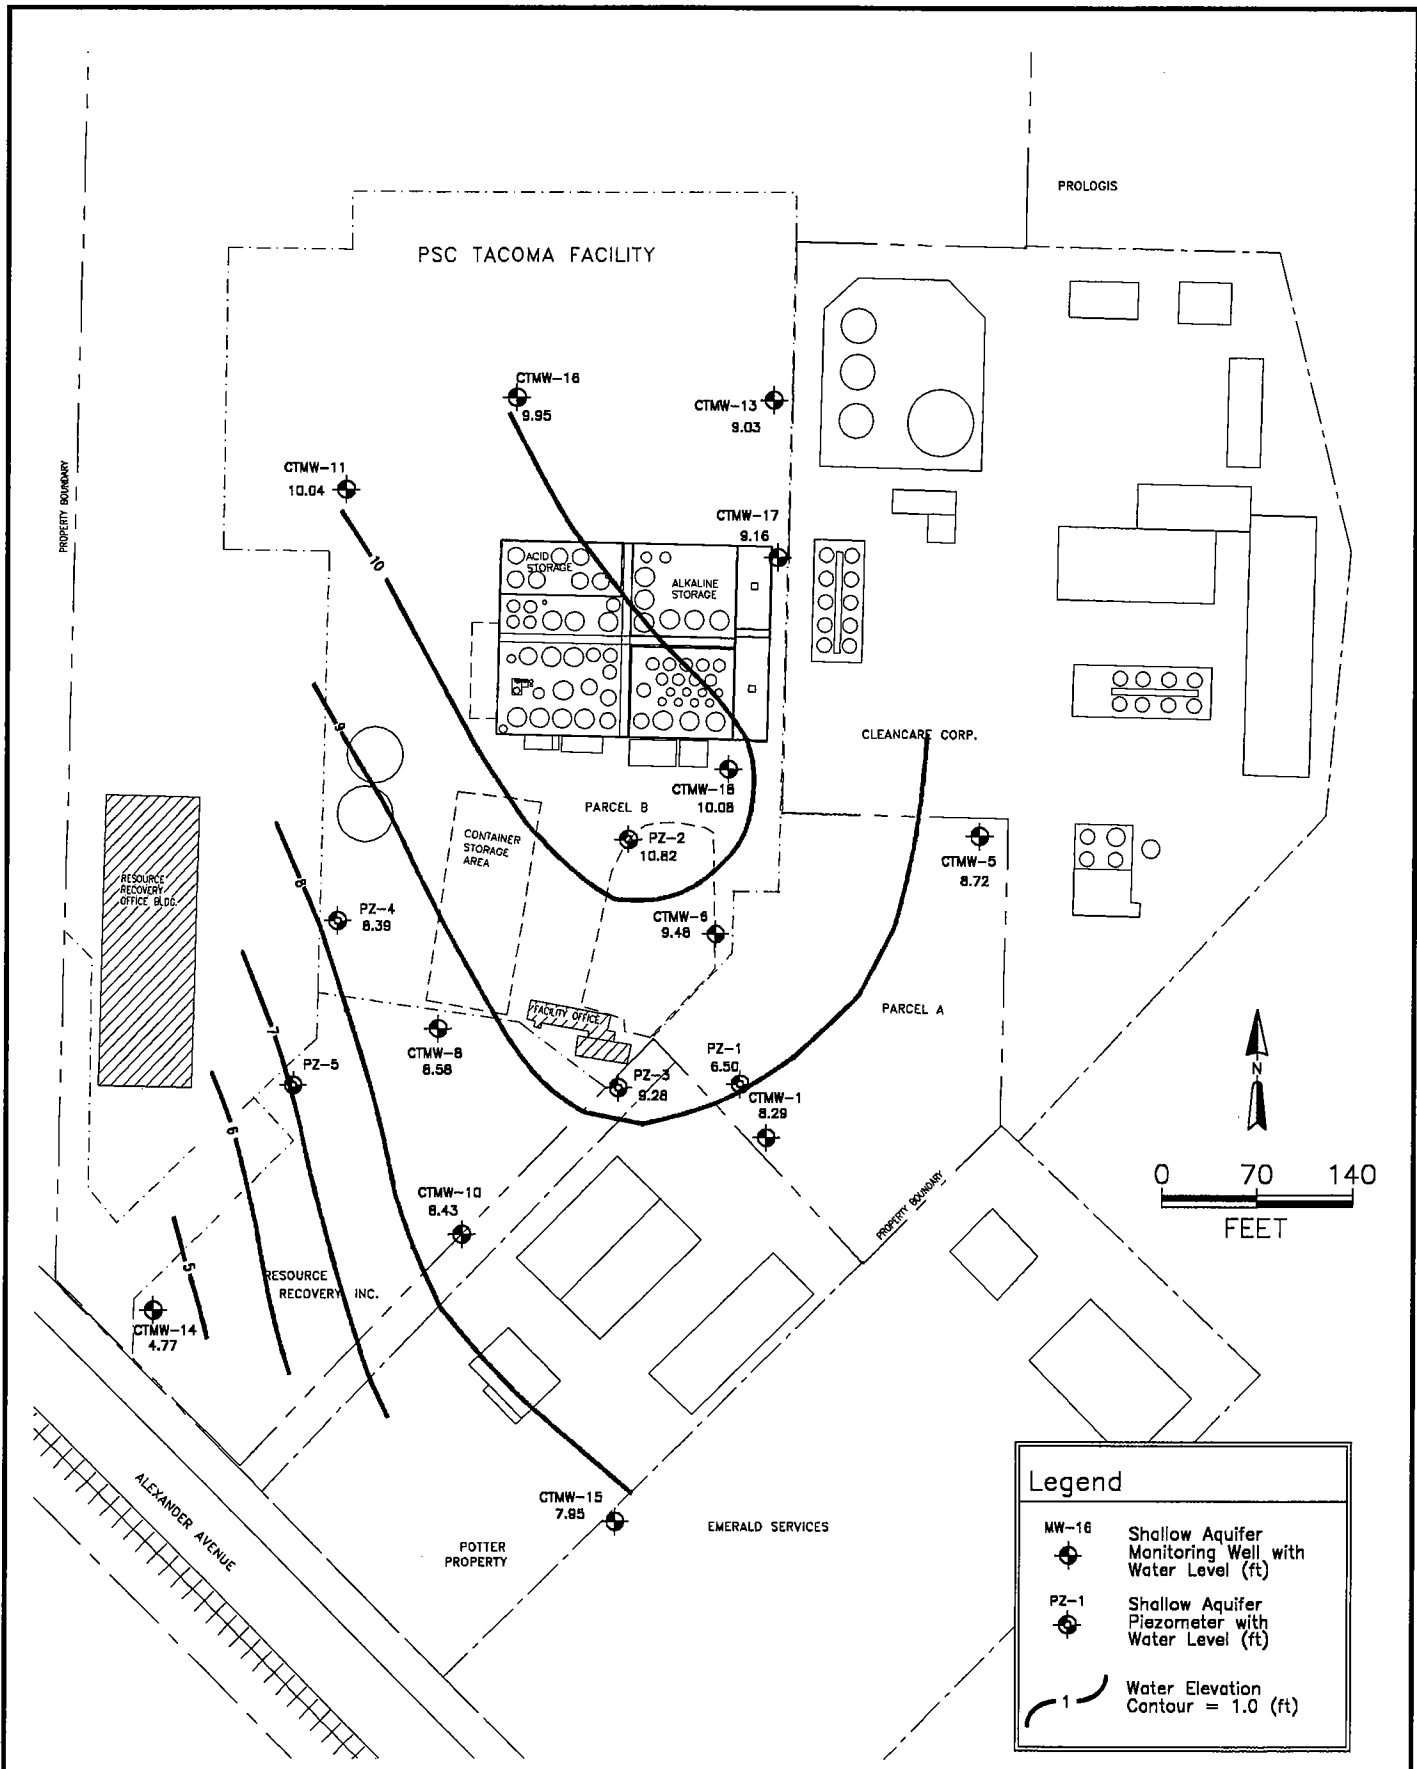 PROLOGIS
PSC TACOMA FACILITY
CTMW-16
9.95
CTMW-13
9.03
CTMW-11
10.04
PROPERTY BOUNDARY
CTMW-17
9.16
10
ACID
STORAGE
ALKALINE
STORAGE
9
CLEANCARE CORP.
CTMW-18
10.08
PARCEL B
PZ-2
10.82
CONTAINER
STORAGE
AREA
CTMW-5
8.72
8
RESOURCE
RECOVERY
OFFICE BLDG.
PZ-4
8.39
CTMW-6
9.48
PARCEL A
FACILITY OFFICE
7
CTMW-8
8.58
PZ-5
PZ-1
6.50
PZ-3
9.28
CTMW-1
8.29
N
6
0 70 140
FEET
CTMW-10
8.43
PROPERTY BOUNDARY
5
RESOURCE
RECOVERY INC.
CTMW-14
4.77
Legend
CTMW-15
7.95
EMERALD SERVICES
ALEXANDER AVENUE
POTTER
PROPERTY
MW-16
Shallow Aquifer
Monitoring Well with
Water Level (ft)
PZ-1
Shallow Aquifer
Piezometer with
Water Level (ft)
1
Water Elevation
Contour = 1.0 (ft)